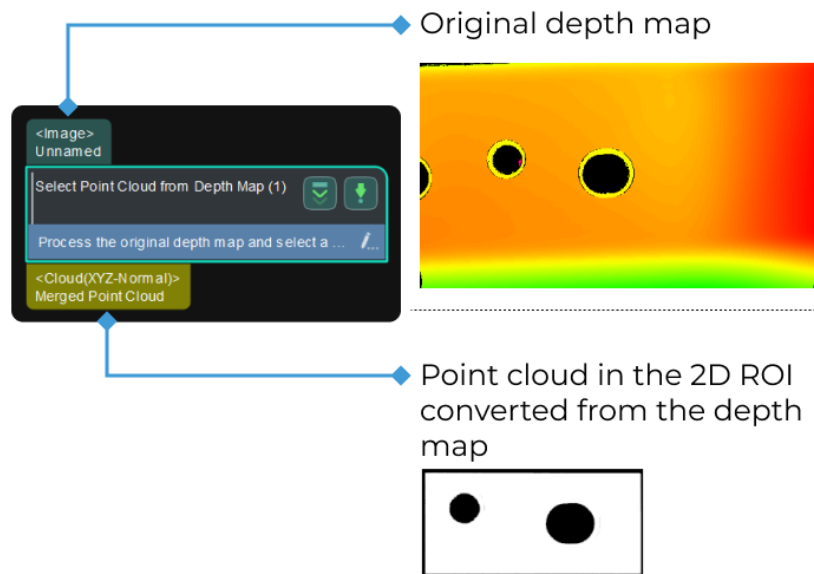 Original depth map
<Image>
Unnamed
Select Point Cloud from Depth Map (1)
Process the original depth map and select a ...
<Cloud(XYZ-Normal)>
Merged Point Cloud
Point cloud in the 2D ROI
converted from the depth
map